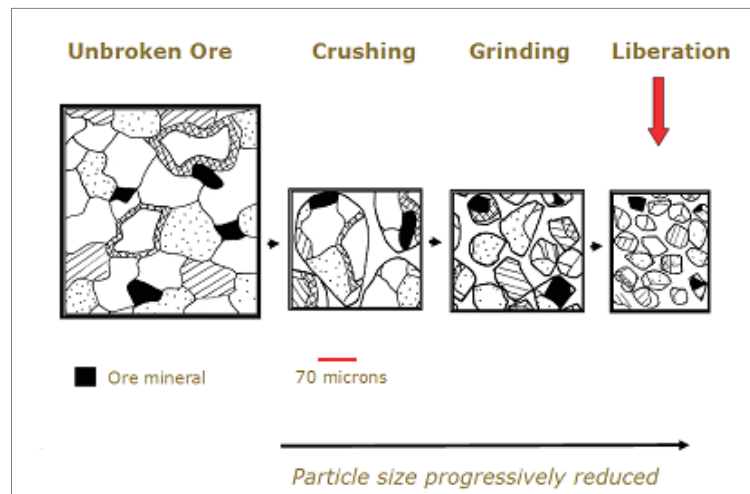 Unbroken Ore
Crushing
Grinding
Liberation
Ore mineral
70 microns
Particle size progressively reduced